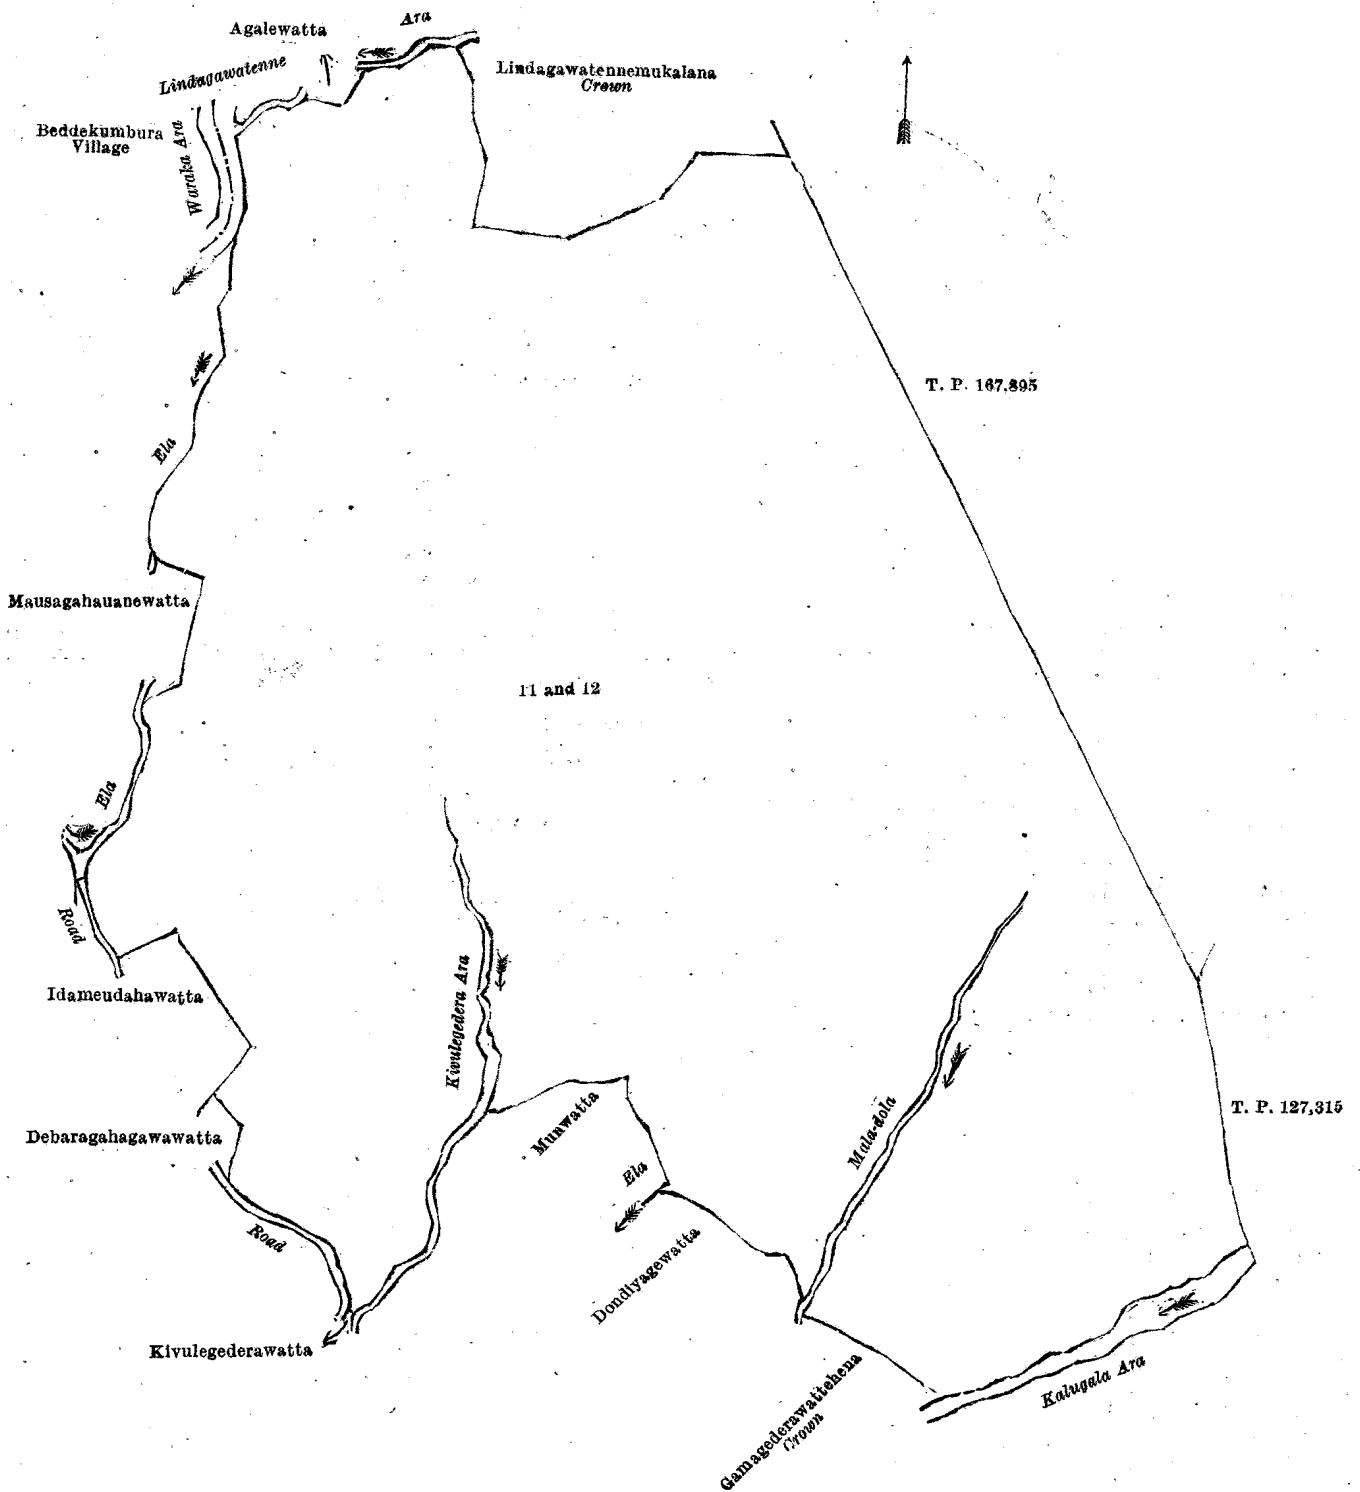 Agalewatta
Ara
Lindagawatenne
Lindagawatennemukalana
Crown
Beddekumbura
Village
Waraka Ara
T. P. 167,895
Ela
Mausagahauanewatta
11 and 12
Ela
Road
Idameudahawatta
Kivulegedera Ara
Munwatta
Mala-dola
T. P. 127,315
Debaragahagawawatta
Ela
Road
Dondiyagewatta
Kivulegederawatta
Kalugala Ara
Gamagederawattehena
Crown